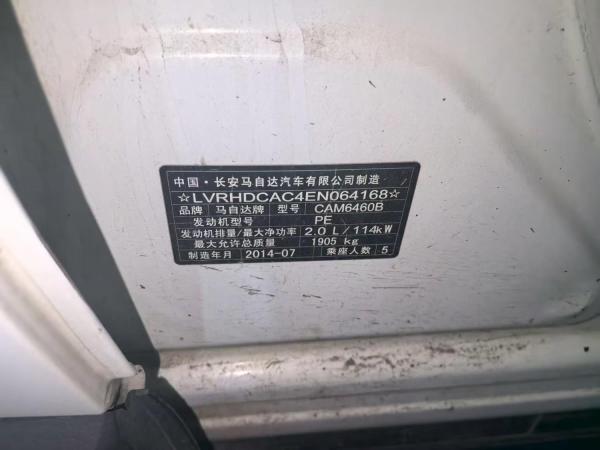 中国·长安马自达汽车有限公司制造
☆LVRHDCAC4EN064168☆
品牌 马自达牌 型号 CAM6460B
发动机型号 PE
发动机排量/最大净功率 2.0 L/114kW
最大允许总质量 1905 kg
制造年月 2014-07 乘座人数 5